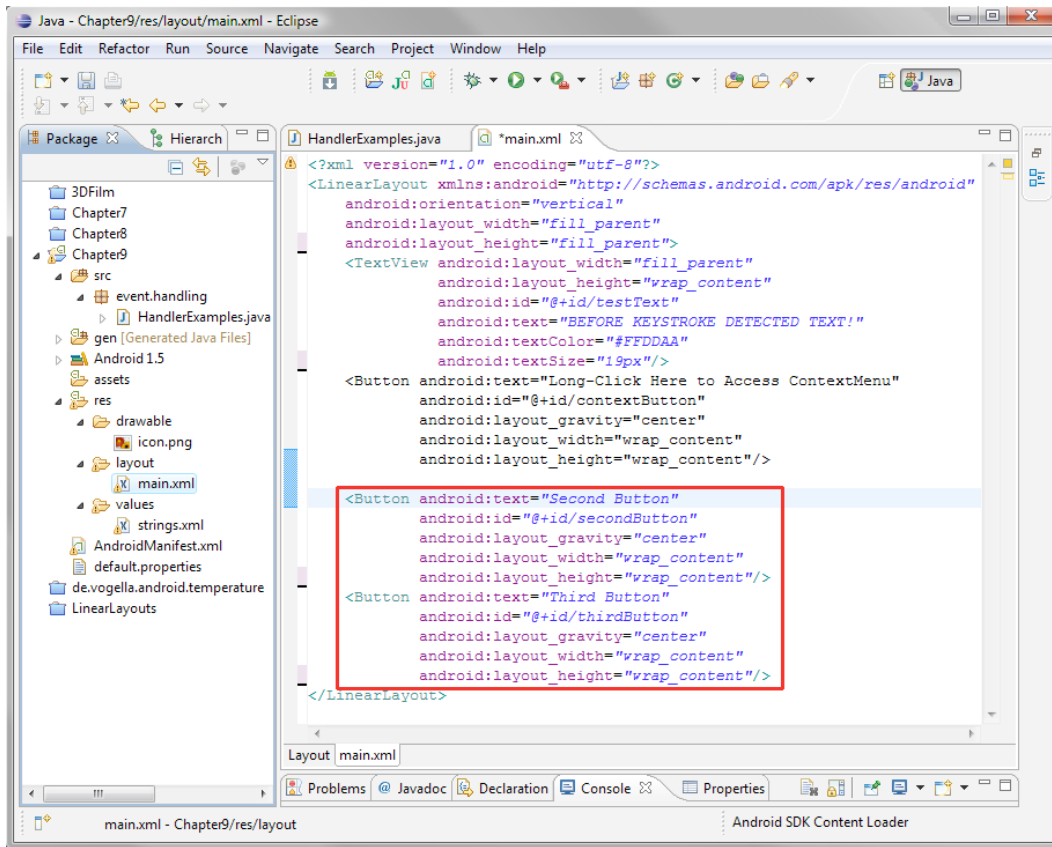 Java - Chapter9/res/layout/main.xml - Eclipse
File Edit Refactor Run Source Navigate Search Project Window Help
Java
Package Hierarch
HandlerExamples.java *main.xml
3DFilm
Chapter7
Chapter8
Chapter9
src
event.handling
HandlerExamples.java
gen [Generated Java Files]
Android 1.5
assets
res
drawable
icon.png
layout
main.xml
values
strings.xml
AndroidManifest.xml
default.properties
de.vogella.android.temperature
LinearLayouts
<?xml version="1.0" encoding="utf-8"?>
<LinearLayout xmlns:android="http://schemas.android.com/apk/res/android"
android:orientation="vertical"
android:layout_width="fill_parent"
android:layout_height="fill_parent">
<TextView android:layout_width="fill_parent"
android:layout_height="wrap_content"
android:id="@+id/testText"
android:text="BEFORE KEYSTROKE DETECTED TEXT!"
android:textColor="#FFDDAA"
android:textSize="19px"/>
<Button android:text="Long-Click Here to Access ContextMenu"
android:id="@+id/contextButton"
android:layout_gravity="center"
android:layout_width="wrap_content"
android:layout_height="wrap_content"/>
<Button android:text="Second Button"
android:id="@+id/secondButton"
android:layout_gravity="center"
android:layout_width="wrap_content"
android:layout_height="wrap_content"/>
<Button android:text="Third Button"
android:id="@+id/thirdButton"
android:layout_gravity="center"
android:layout_width="wrap_content"
android:layout_height="wrap_content"/>
</LinearLayout>
Layout main.xml
Problems @ Javadoc Declaration Console Properties
main.xml - Chapter9/res/layout
Android SDK Content Loader